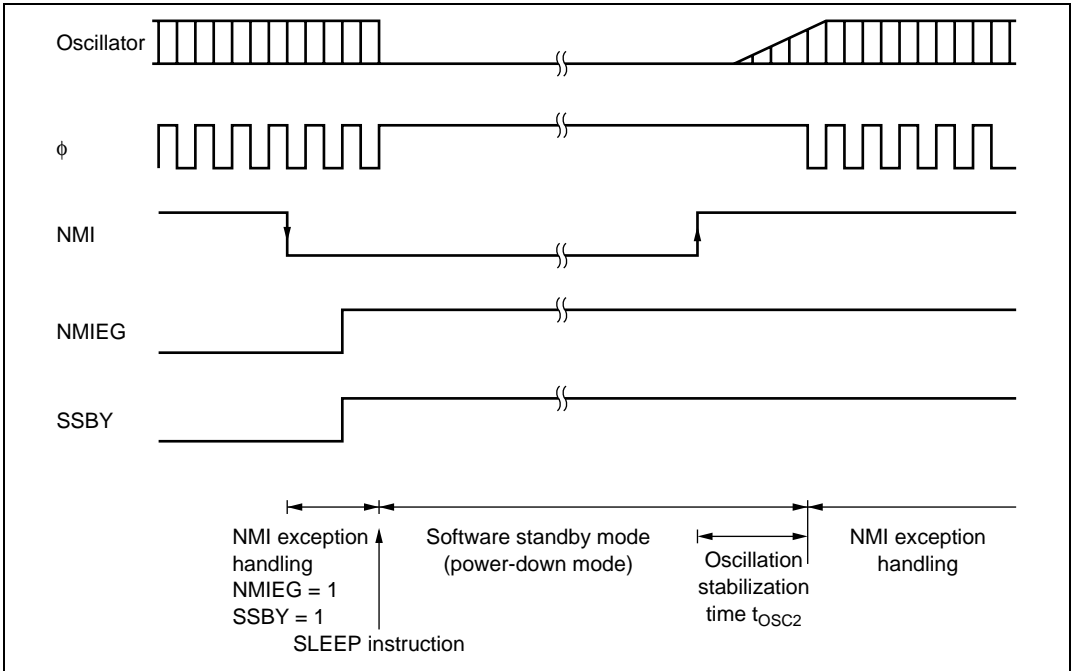 Oscillator
φ
NMI
NMIEG
SSBY
NMI exception
handling
NMIEG = 1
SSBY = 1
SLEEP instruction
Software standby mode
(power-down mode)
Oscillation
stabilization
time tOSC2
NMI exception
handling